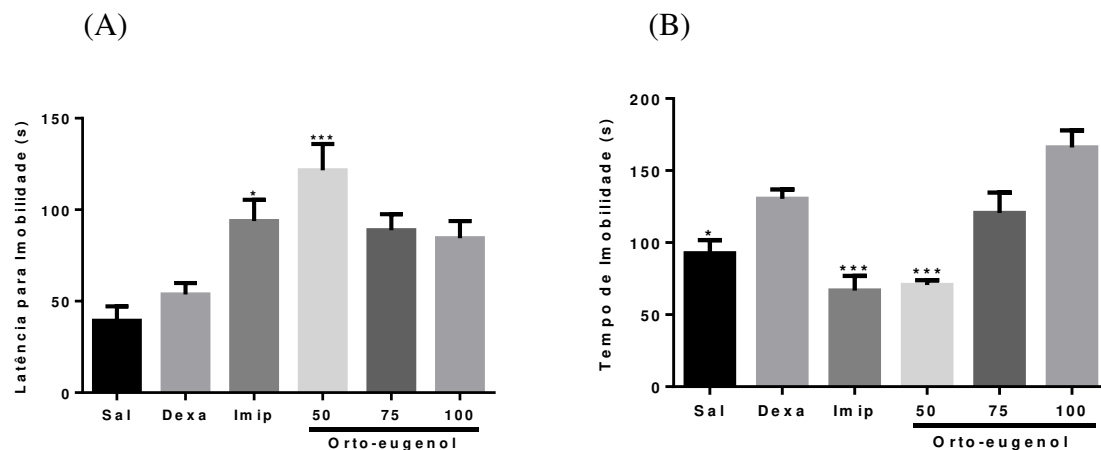 (A)
Latência para Imobilidade (s)
150
100
50
0
*
***
Sal Dexa Imip 50 75 100
Orto-eugenol
(B)
Tempo de Imobilidade (s)
200
150
100
50
0
*
***
***
Sal Dexa Imip 50 75 100
Orto-eugenol